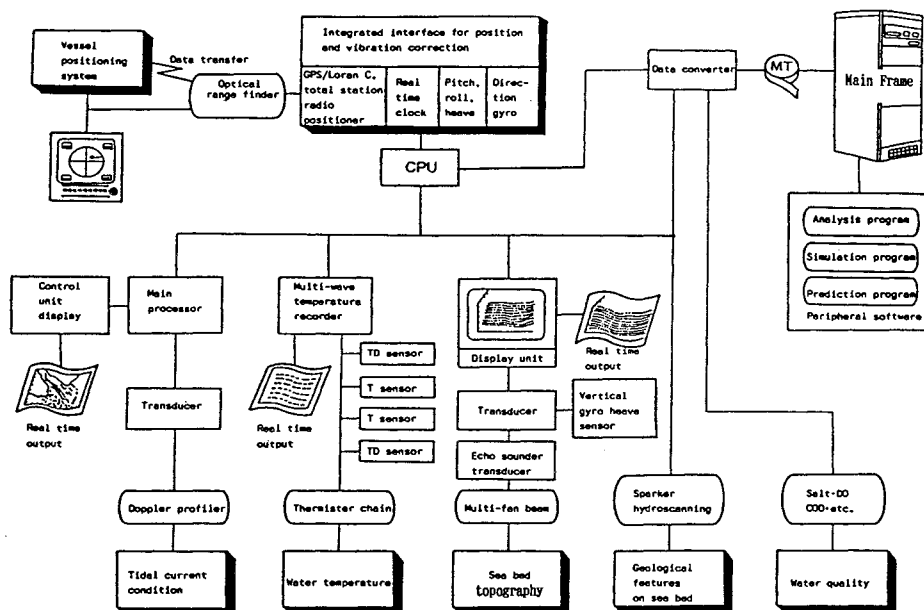 Vessel
positioning
system
Data transfer
Optical
range finder
Integrated interface for position
and vibration correction
GPS/Loran C,
total station
radio
positioner
Real
time
clock
Pitch,
roll,
heave
Direc-
tion
gyro
CPU
Data converter
MT
Main Frame
Analysis program
Simulation program
Prediction program
Peripheral software
Control
unit
display
Main
processor
Real time
output
Transducer
Doppler profiler
Tidal current
condition
Multi-wave
temperature
recorder
Real time
output
TD sensor
T sensor
T sensor
TD sensor
Thermister chain
Water temperature
Display unit
Real time
output
Transducer
Vertical
gyro heave
sensor
Echo sounder
transducer
Multi-fan beam
Sea bed
topography
Sparker
hydroscanning
Geological
features
on sea bed
Salt·DO
COD·etc.
Water quality